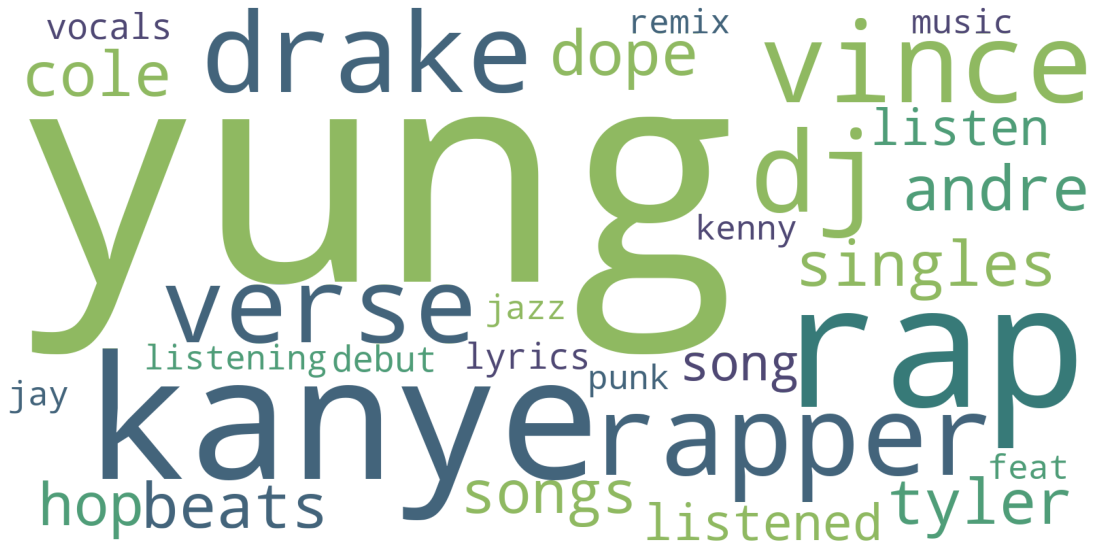 vocals
remix
music
cole
drake
dope
vince
yung
dj
listen
andre
kenny
singles
verse
jazz
rap
listening
debut
lyrics
song
punk
jay
kanye
rapper
feat
hop
beats
songs
listened
tyler